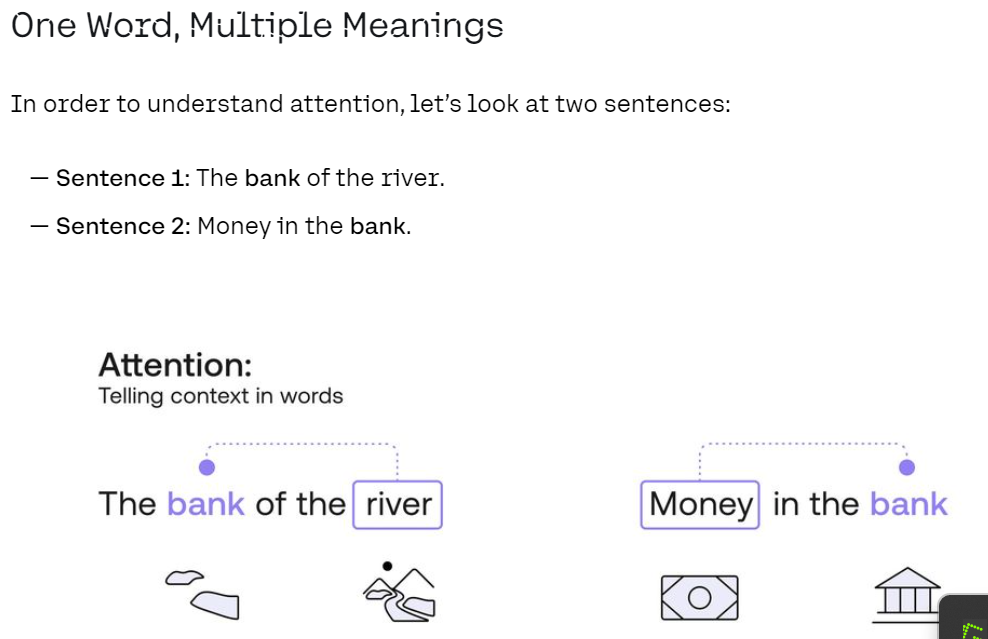 One Word, Multiple Meanings
In order to understand attention, let's look at two sentences:
— Sentence 1: The bank of the river.
— Sentence 2: Money in the bank.
Attention:
Telling context in words
The bank of the river
Money in the bank